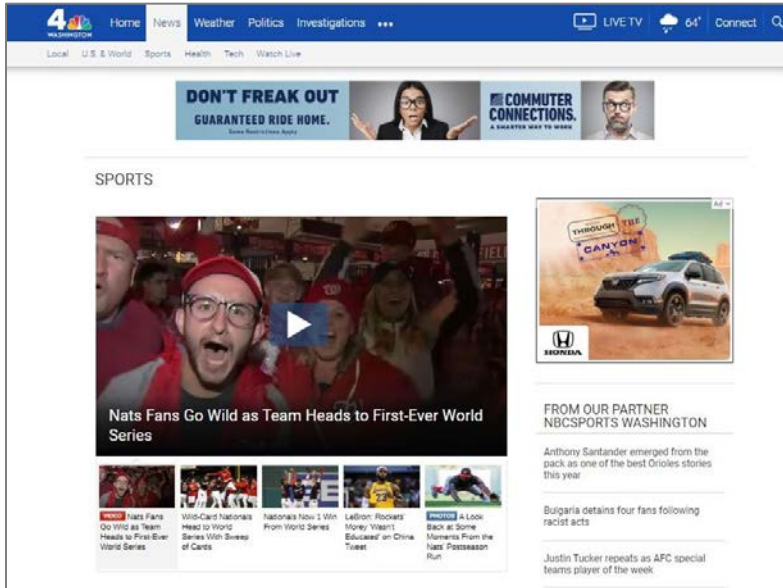 4
WASHINGTON
Home News Weather Politics Investigations •••
LIVE TV 64° Connect
Local U.S. & World Sports Health Tech Watch Live
DON'T FREAK OUT
GUARANTEED RIDE HOME.
Some Restrictions Apply
COMMUTER
CONNECTIONS.
A SMARTER WAY TO WORK
SPORTS
Nats Fans Go Wild as Team Heads to First-Ever World
Series
VIDEO Nats Fans
Go Wild as Team
Heads to First-Ever
World Series
Wild-Card Nationals
Head to World
Series With Sweep
of Cards
Nationals Now 1 Win
From World Series
LeBron: Rockets'
Morey 'Wasn't
Educated' on China
Tweet
PHOTOS A Look
Back at Some
Moments From the
Nats' Postseason
Run
Ad
THROUGH THE
CANYON
HONDA
FROM OUR PARTNER
NBCSPORTS WASHINGTON
Anthony Santander emerged from the
pack as one of the best Orioles stories
this year
Bulgaria detains four fans following
racist acts
Justin Tucker repeats as AFC special
teams player of the week